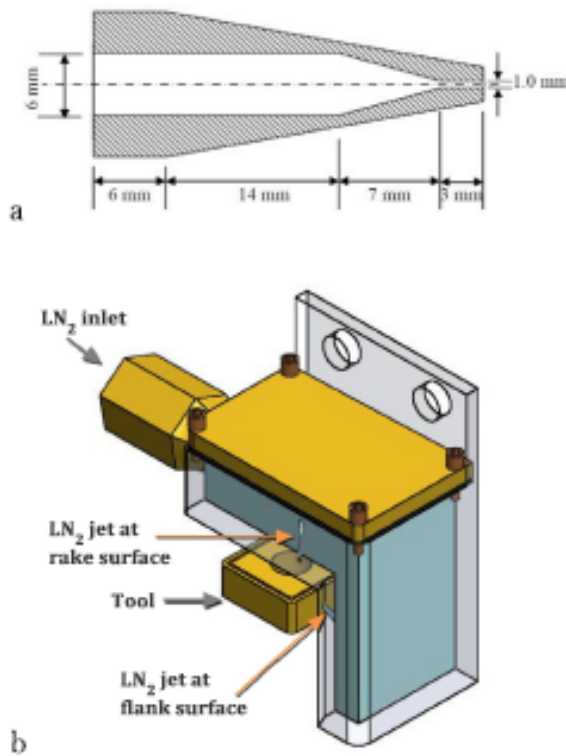 6 mm
1.0 mm
6 mm
14 mm
7 mm
3 mm
a
LN₂ inlet
LN₂ jet at
rake surface
Tool
LN₂ jet at
flank surface
b